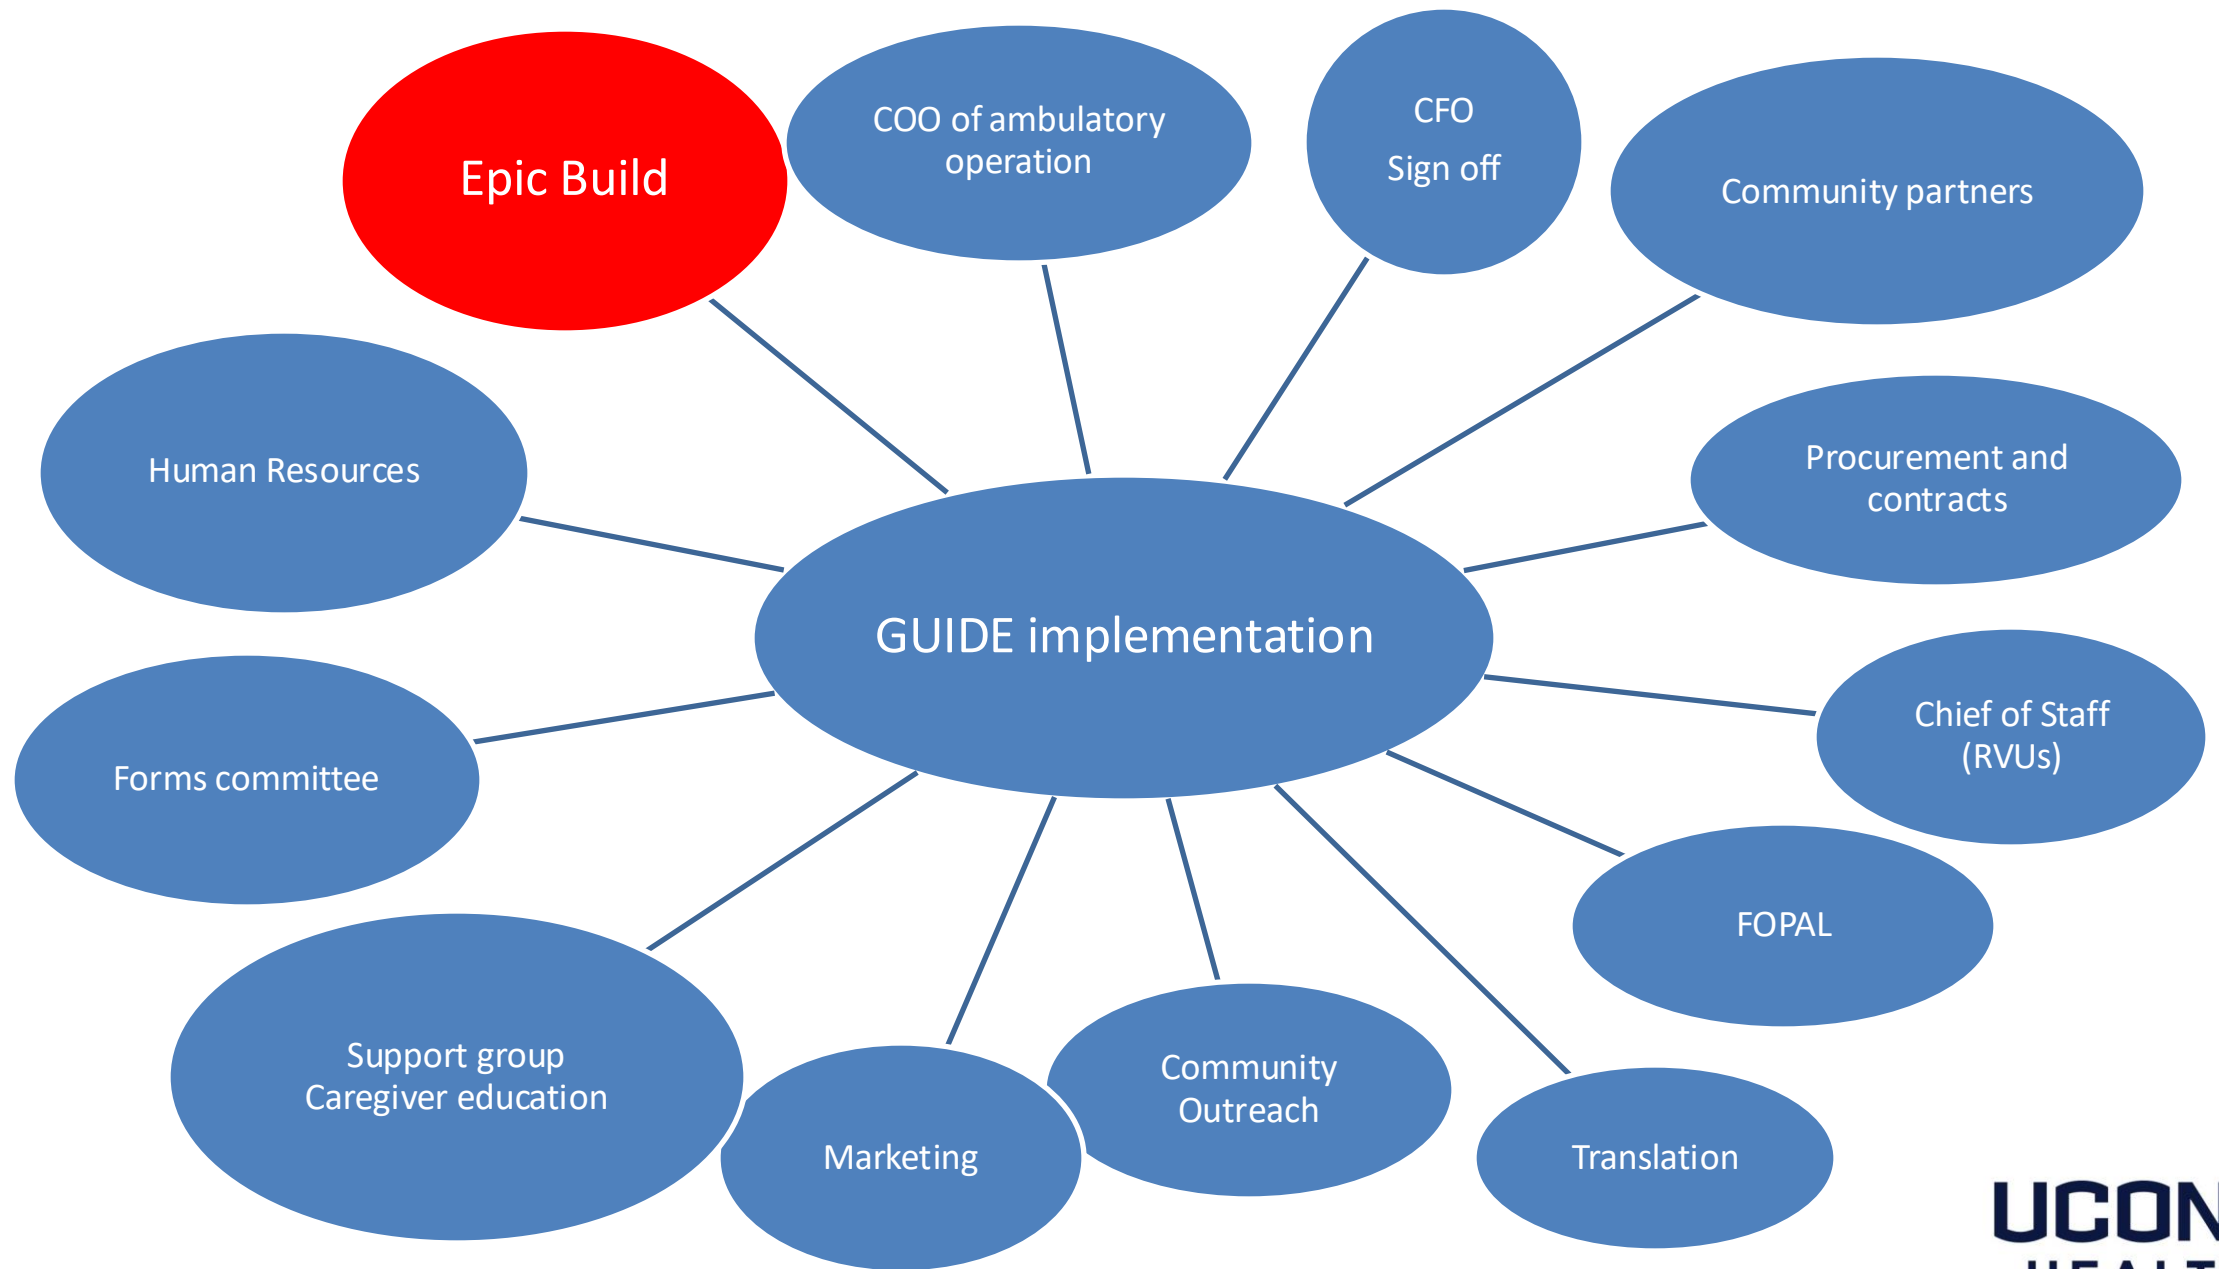 Epic Build
COO of ambulatory
operation
CFO
Sign off
Community partners
Human Resources
Procurement and
contracts
GUIDE implementation
Chief of Staff
(RVUs)
Forms committee
FOPAL
Support group
Caregiver education
Marketing
Community
Outreach
Translation
UCON
HEALT